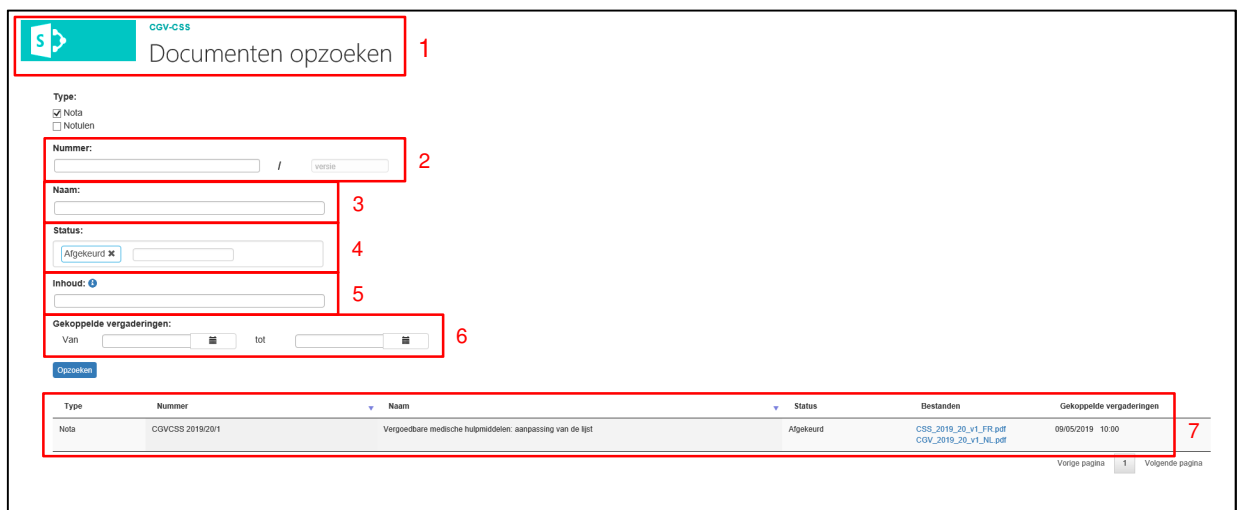 S
CGV-CSS
Documenten opzoeken
1
Type:
Nota
Notulen
Nummer:
/ versie
2
Naam:
3
Status:
Afgekeurd ✖
4
Inhoud:
5
Gekoppelde vergaderingen:
Van tot
6
Opzoeken
Type Nummer Naam Status Bestanden Gekoppelde vergaderingen
Nota CGVCSS 2019/20/1 Vergoedbare medische hulpmiddelen: aanpassing van de lijst Afgekeurd CSS_2019_20_v1_FR.pdf 09/05/2019 10:00
CGV_2019_20_v1_NL.pdf
7
Vorige pagina 1 Volgende pagina